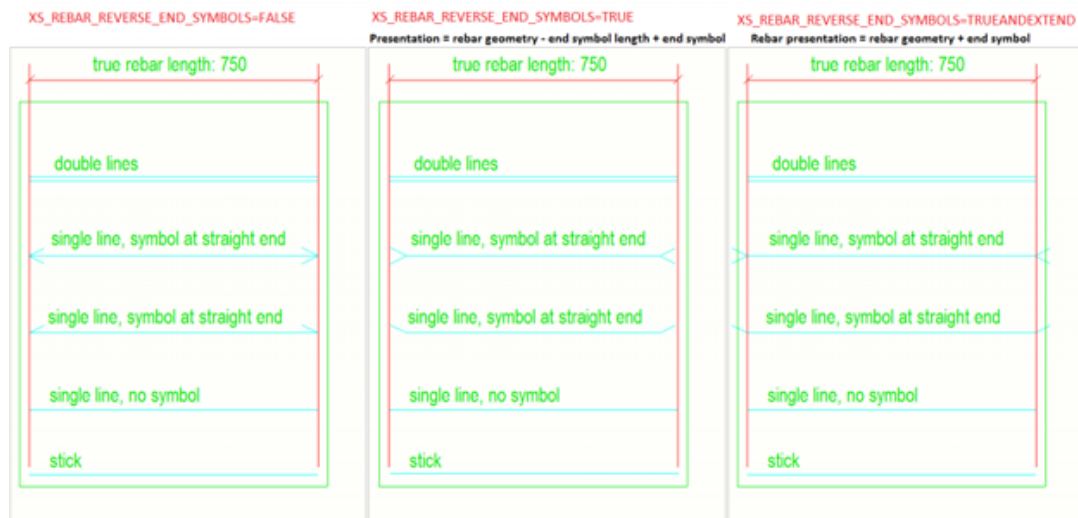 XS_REBAR_REVERSE_END_SYMBOLS=FALSE
true rebar length: 750
double lines
single line, symbol at straight end
single line, symbol at straight end
single line, no symbol
stick
XS_REBAR_REVERSE_END_SYMBOLS=TRUE
Presentation = rebar geometry - end symbol length + end symbol
true rebar length: 750
double lines
single line, symbol at straight end
single line, symbol at straight end
single line, no symbol
stick
XS_REBAR_REVERSE_END_SYMBOLS=TRUEANDEXTEND
Rebar presentation = rebar geometry + end symbol
true rebar length: 750
double lines
single line, symbol at straight end
single line, symbol at straight end
single line, no symbol
stick